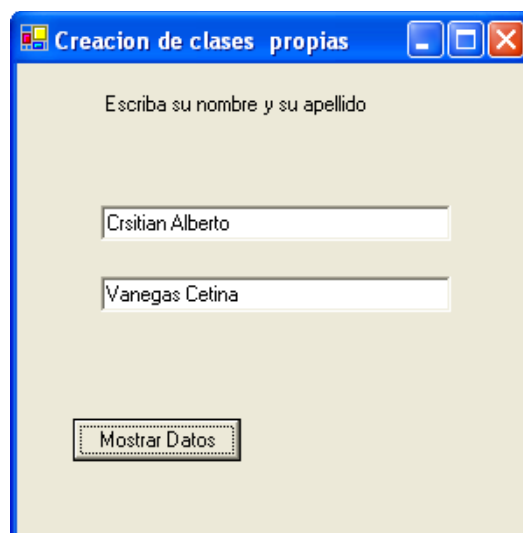 Creacion de clases propias
Escriba su nombre y su apellido
Crsitian Alberto
Vanegas Cetina
Mostrar Datos